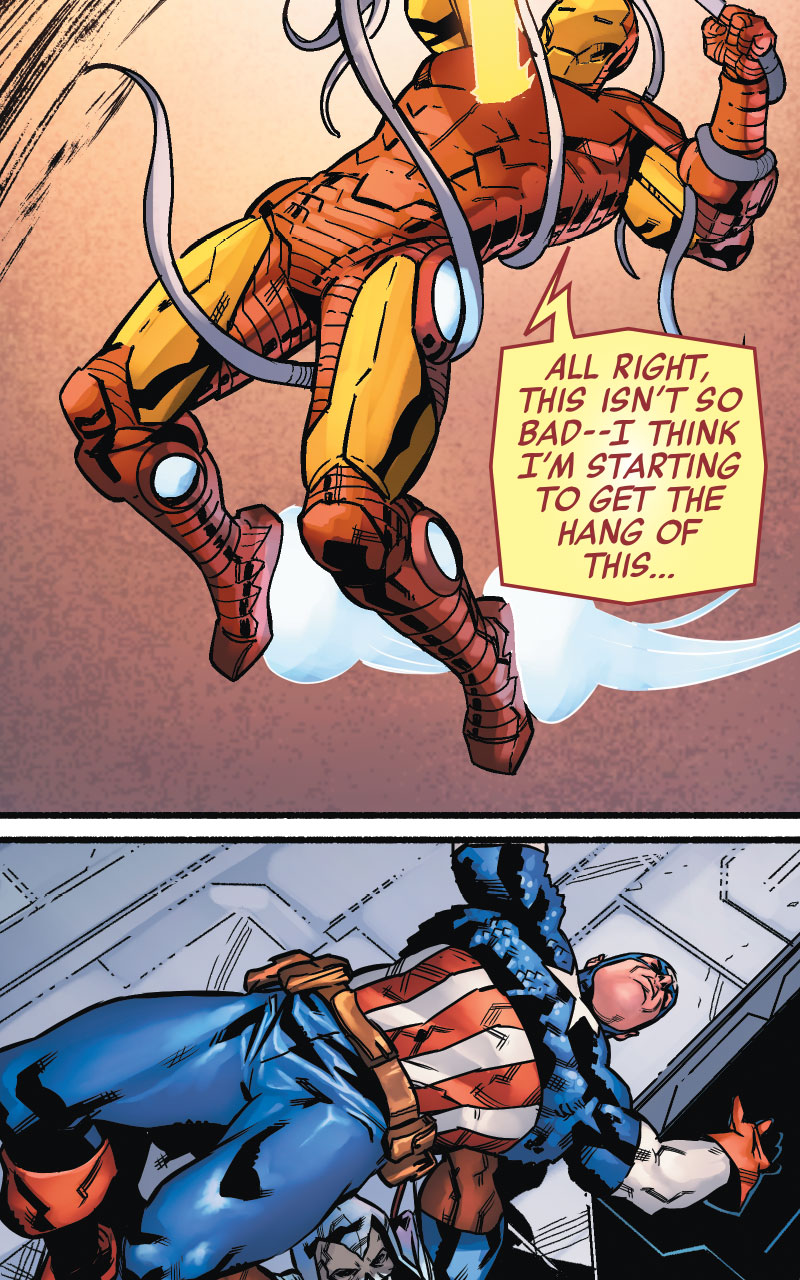 ALL RIGHT,
THIS ISN'T SO
BAD--I THINK
I'M STARTING
TO GET THE
HANG OF
THIS...